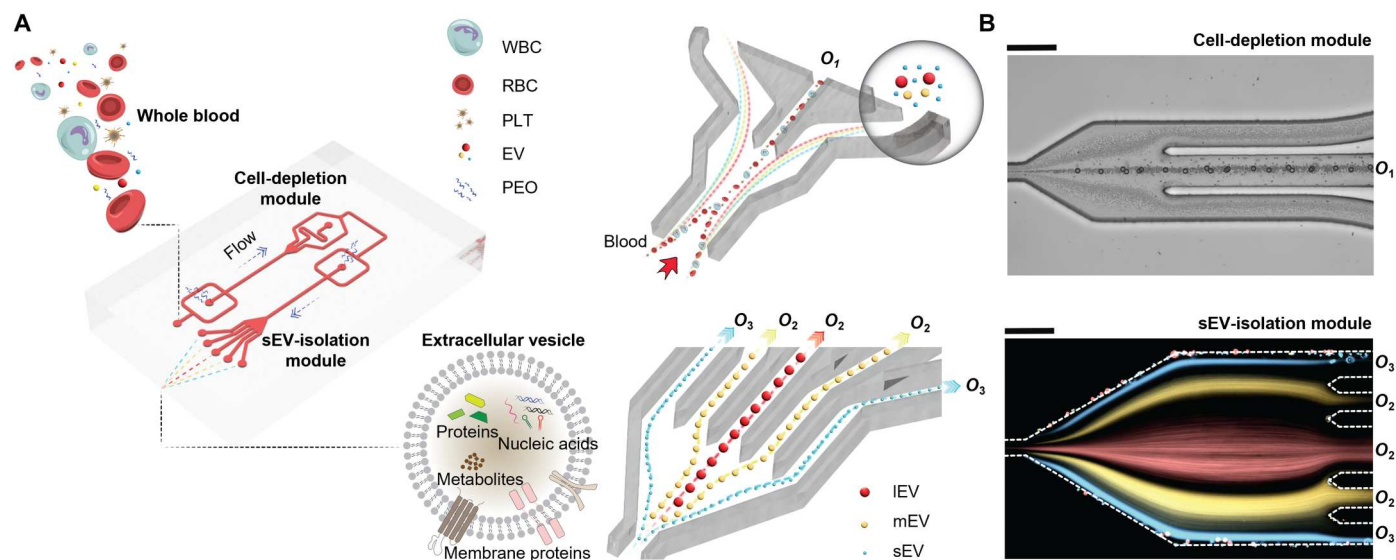 A
WBC
RBC
PLT
EV
PEO
Whole blood
Cell-depletion
module
Flow
sEV-isolation
module
O1
Blood
Extracellular vesicle
Proteins
Nucleic acids
Metabolites
Membrane proteins
O3
O2
O2
O2
O3
lEV
mEV
sEV
B
Cell-depletion module
O1
sEV-isolation module
O3
O2
O2
O2
O3